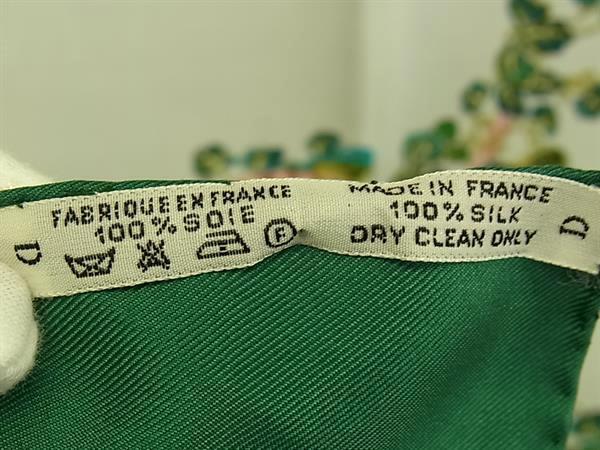 D
FABRIQUE EN FRANCE
100% SOIE
F
MADE IN FRANCE
100% SILK
DRY CLEAN ONLY
D